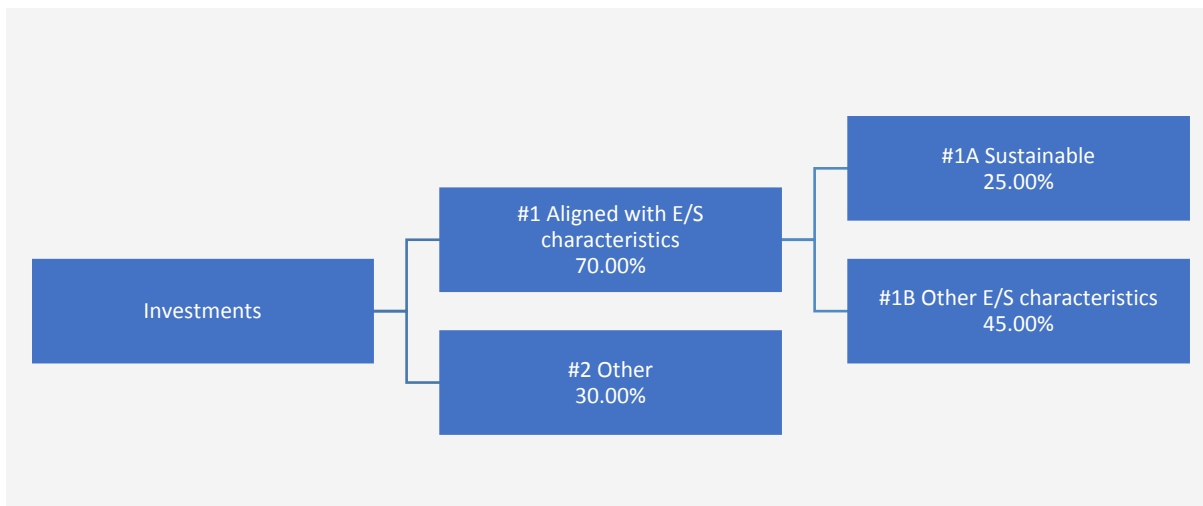 Investments
#1 Aligned with E/S
characteristics
70.00%
#2 Other
30.00%
#1A Sustainable
25.00%
#1B Other E/S characteristics
45.00%